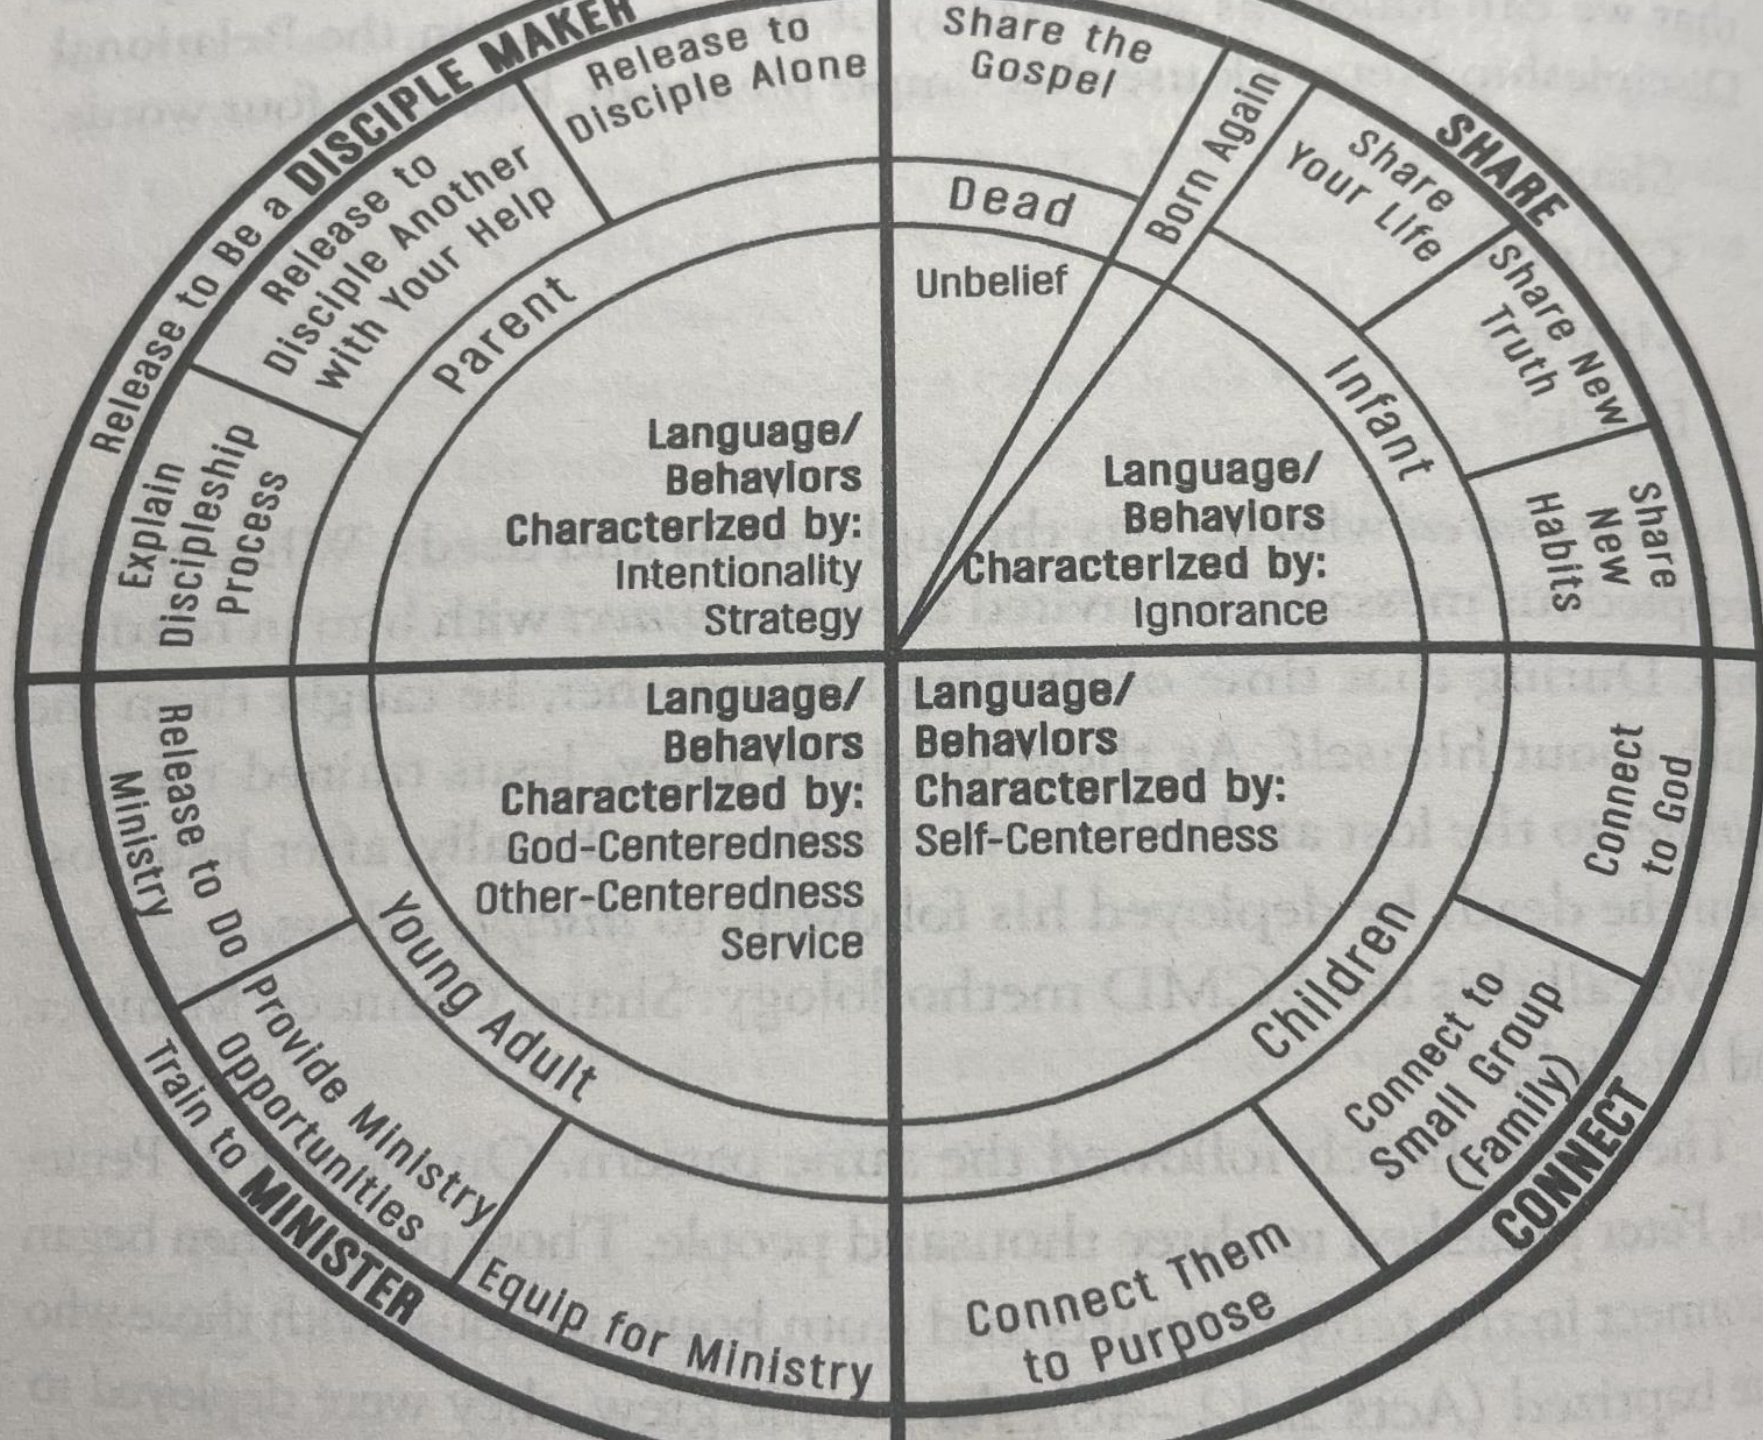 SHARE
Share the
Gospel
Dead
Unbelief
Born Again
Share
Your Life
Share New
Truth
Share
New
Habits
Infant
Language/
Behaviors
Characterized by:
Ignorance
CONNECT
Connect
to God
Connect to
Small Group
(Family)
Connect Them
to Purpose
Children
Language/
Behaviors
Characterized by:
Self-Centeredness
Train to MINISTER
Equip for Ministry
Provide Ministry
Opportunities
Release to Do
Ministry
Young Adult
Language/
Behaviors
Characterized by:
God-Centeredness
Other-Centeredness
Service
Release to Be a DISCIPLE MAKER
Explain
Discipleship
Process
Release to
Disciple Another
with Your Help
Release to
Disciple Alone
Parent
Language/
Behaviors
Characterized by:
Intentionality
Strategy